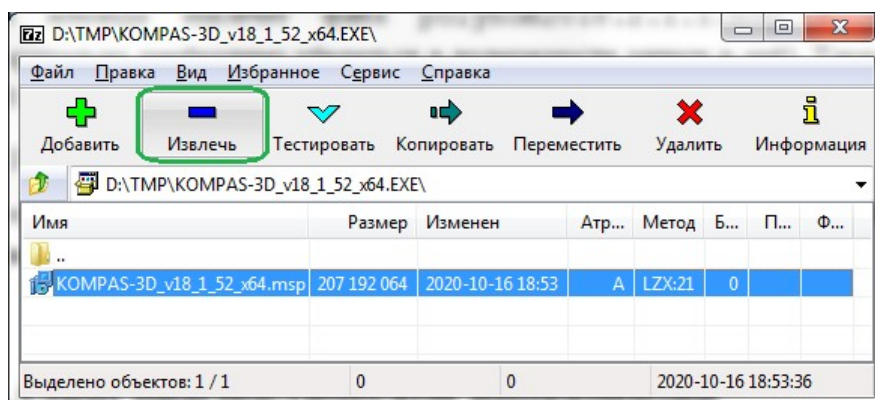 7z D:\TMP\KOMPAS-3D_v18_1_52_x64.EXE\
Файл Правка Вид Избранное Сервис Справка
Добавить Извлечь Тестировать Копировать Переместить Удалить Информация
D:\TMP\KOMPAS-3D_v18_1_52_x64.EXE\
Имя Размер Изменен Атр... Метод Б... П... Ф...
..
KOMPAS-3D_v18_1_52_x64.msp 207 192 064 2020-10-16 18:53 A LZX:21 0
Выделено объектов: 1 / 1 0 0 2020-10-16 18:53:36